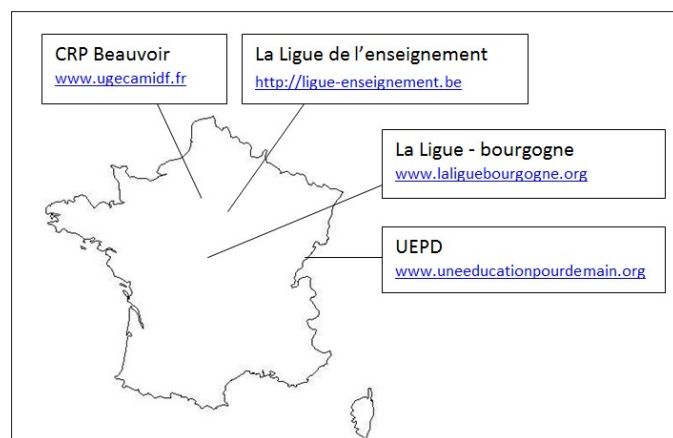 CRP Beauvoir
www.ugecamidf.fr
La Ligue de l’enseignement
http://ligue-enseignement.be
La Ligue - bourgogne
www.laliguebourgogne.org
UEPD
www.uneeducationpourdemain.org